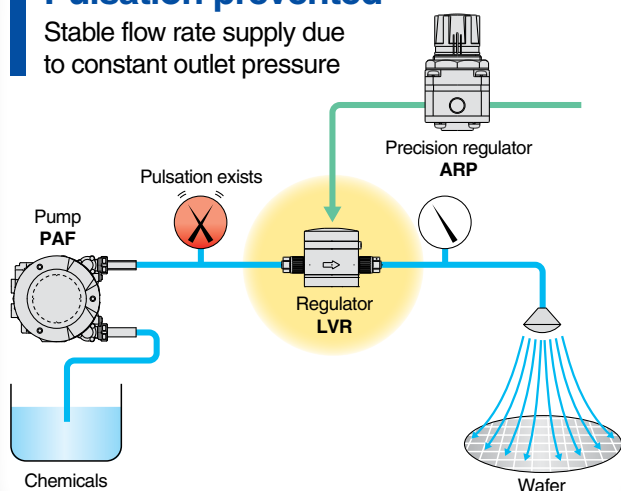 Pulsation prevented
Stable flow rate supply due
to constant outlet pressure
Precision regulator
ARP
Pulsation exists
Pump
PAF
Regulator
LVR
Chemicals
Wafer